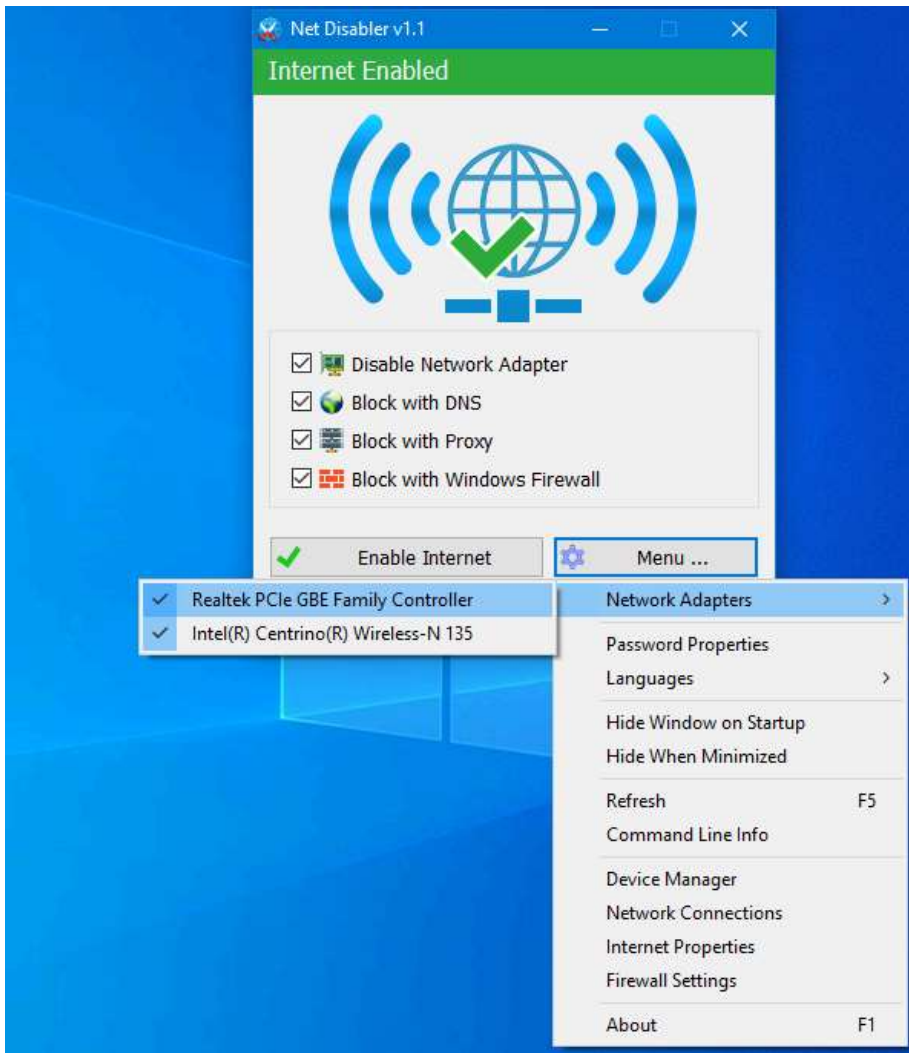 Net Disabler v1.1
Internet Enabled
Disable Network Adapter
Block with DNS
Block with Proxy
Block with Windows Firewall
Enable Internet
Menu ...
Realtek PCIe GBE Family Controller
Intel(R) Centrino(R) Wireless-N 135
Network Adapters
Password Properties
Languages
Hide Window on Startup
Hide When Minimized
Refresh F5
Command Line Info
Device Manager
Network Connections
Internet Properties
Firewall Settings
About F1